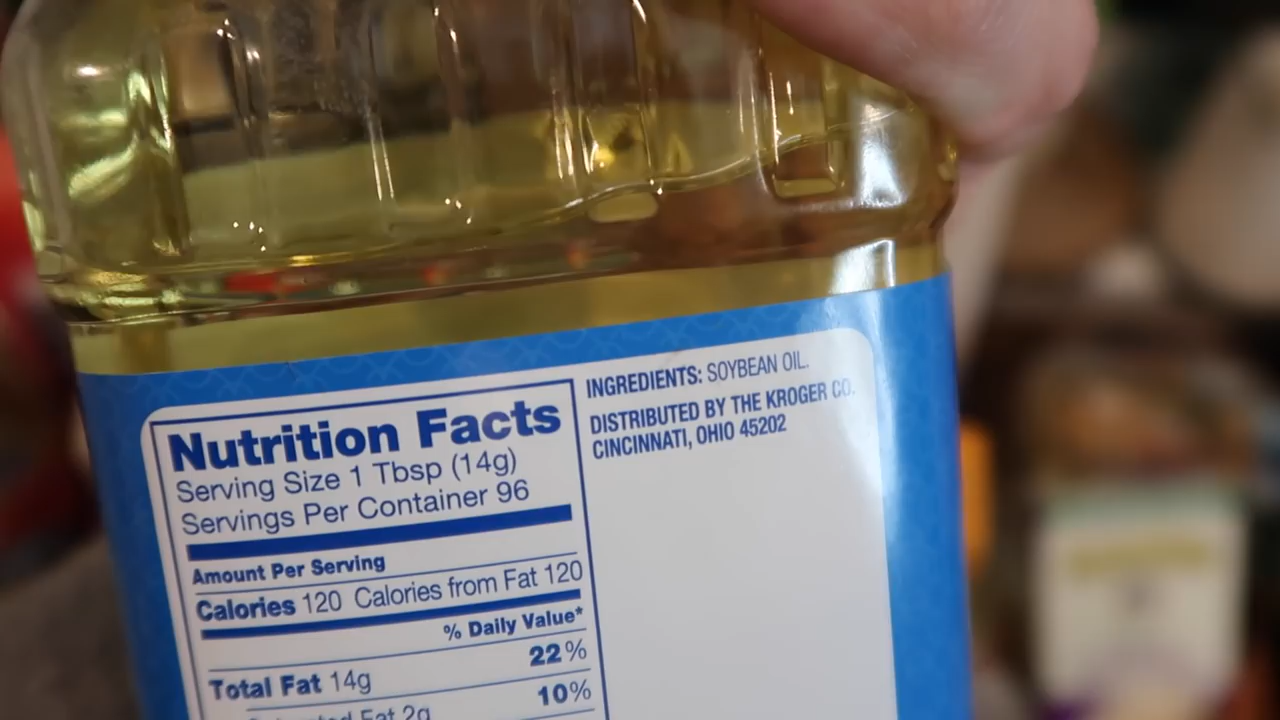 Nutrition Facts
Serving Size 1 Tbsp (14g)
Servings Per Container 96
Amount Per Serving
Calories 120 Calories from Fat 120
% Daily Value*
Total Fat 14g 22%
Fat 2g 10%
INGREDIENTS: SOYBEAN OIL.
DISTRIBUTED BY THE KROGER CO.
CINCINNATI, OHIO 45202